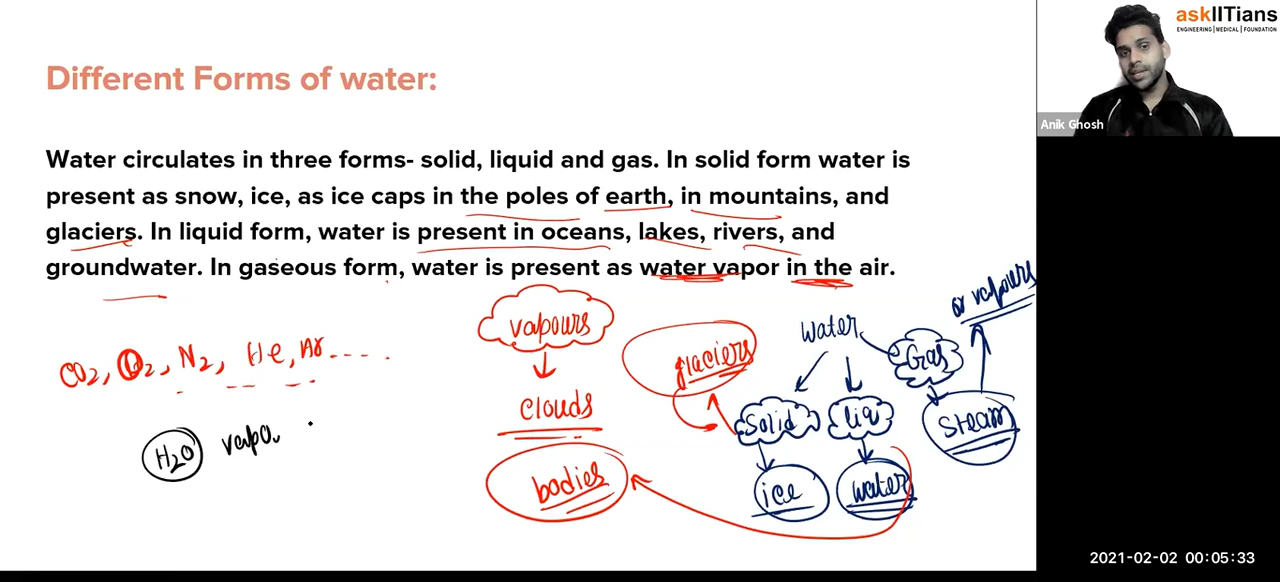 askIITians
ENGINEERING | MEDICAL | FOUNDATION
Anik Ghosh
Different Forms of water:
Water circulates in three forms- solid, liquid and gas. In solid form water is
present as snow, ice, as ice caps in the poles of earth, in mountains, and
glaciers. In liquid form, water is present in oceans, lakes, rivers, and
groundwater. In gaseous form, water is present as water vapor in the air.
or vapours
CO2, O2, N2, He, Ar.....
H2O vapo.
vapours
clouds
bodies
glaciers
water
Solid
liq
Gas
ice
water
Steam
2021-02-02 00:05:33